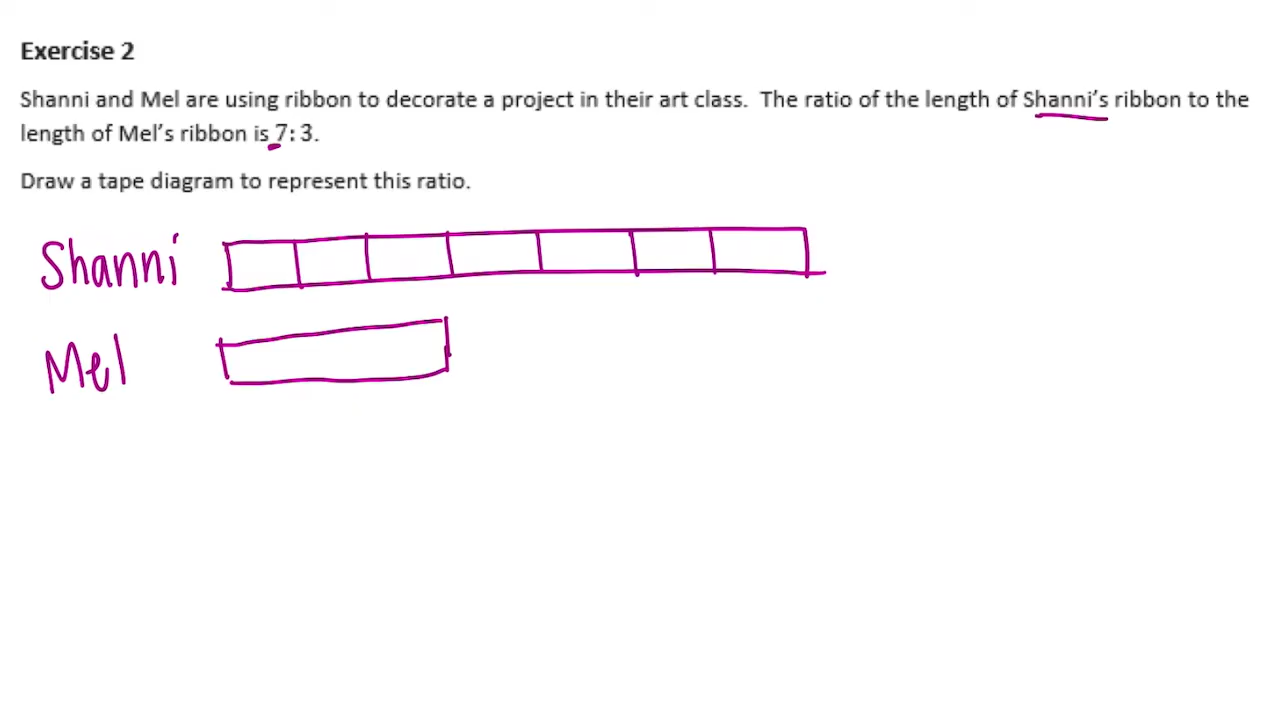 Exercise 2
Shanni and Mel are using ribbon to decorate a project in their art class. The ratio of the length of Shanni's ribbon to the
length of Mel's ribbon is 7: 3.
Draw a tape diagram to represent this ratio.
Shanni
Mel